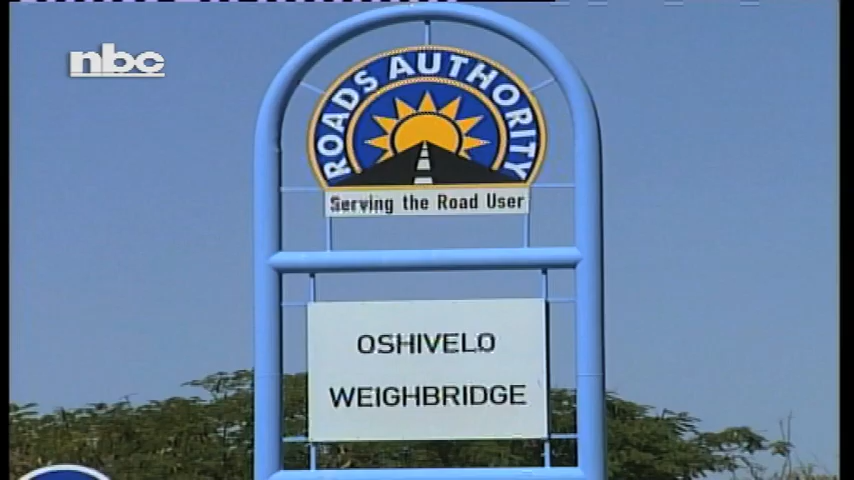 nbc
ROADS AUTHORITY
Serving the Road User
OSHIVELO
WEIGHBRIDGE